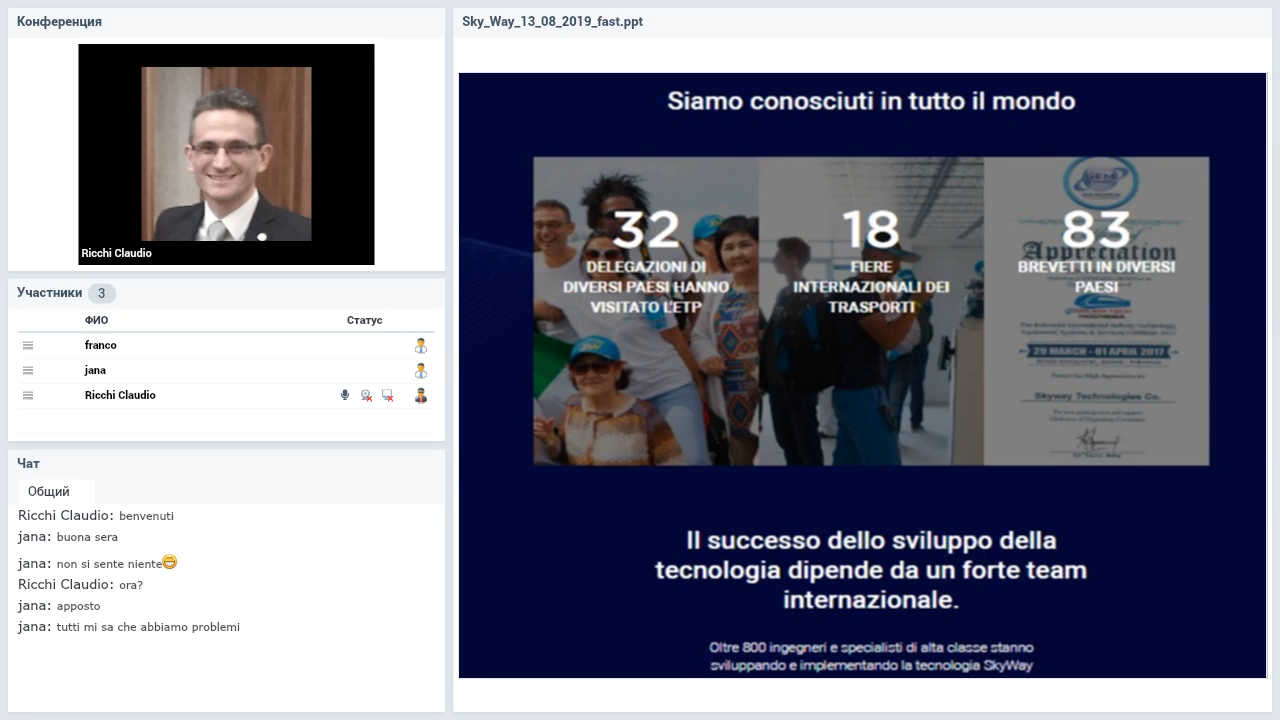 Конференция
Ricchi Claudio
Участники 3
ФИО Статус
franco
jana
Ricchi Claudio
Чат
Общий
Ricchi Claudio: benvenuti
jana: buona sera
jana: non si sente niente😁
Ricchi Claudio: ora?
jana: apposto
jana: tutti mi sa che abbiamo problemi
Sky_Way_13_08_2019_fast.ppt
Siamo conosciuti in tutto il mondo
32
DELEGAZIONI DI
DIVERSI PAESI HANNO
VISITATO L'ETP
18
FIERE
INTERNAZIONALI DEI
TRASPORTI
83
BREVETTI IN DIVERSI
PAESI
Appreciation
29 MARCH - 01 APRIL 2017
Skyway Technologies Co.
Il successo dello sviluppo della
tecnologia dipende da un forte team
internazionale.
Oltre 800 ingegneri e specialisti di alta classe stanno
sviluppando e implementando la tecnologia SkyWay